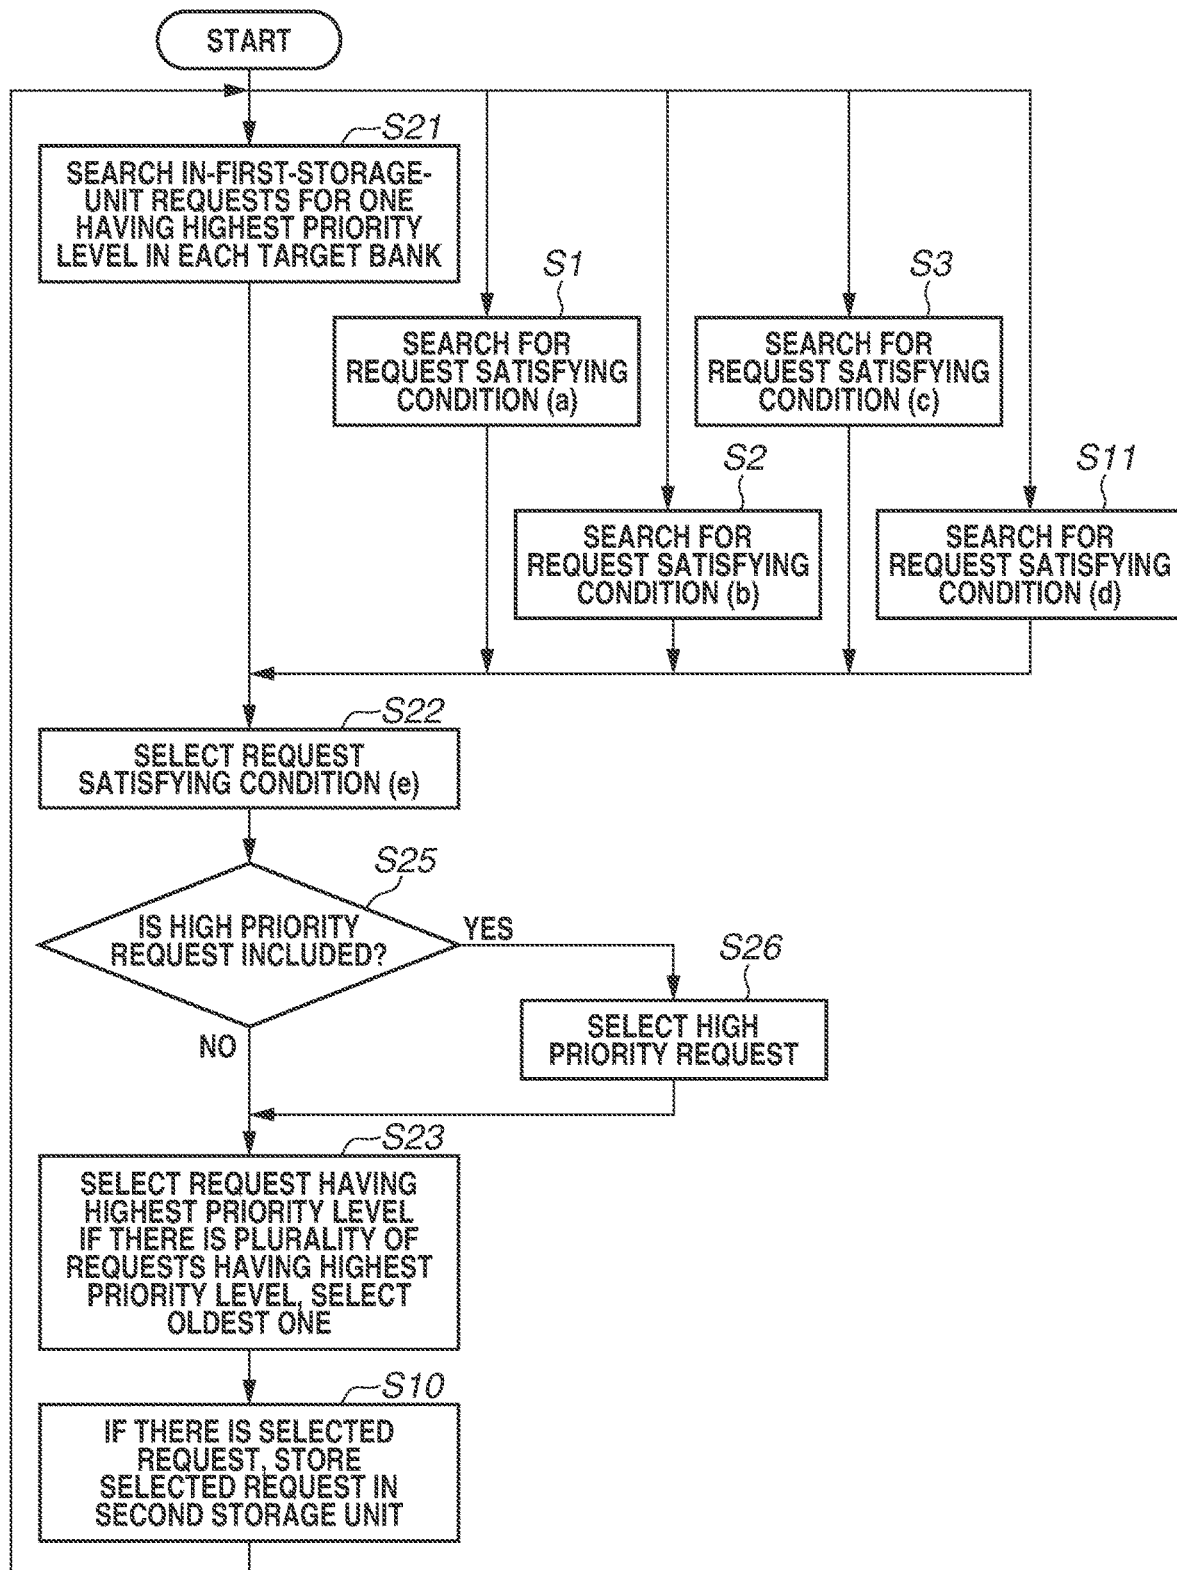 START
S21
SEARCH IN-FIRST-STORAGE-
UNIT REQUESTS FOR ONE
HAVING HIGHEST PRIORITY
LEVEL IN EACH TARGET BANK
S1
SEARCH FOR
REQUEST SATISFYING
CONDITION (a)
S3
SEARCH FOR
REQUEST SATISFYING
CONDITION (c)
S2
SEARCH FOR
REQUEST SATISFYING
CONDITION (b)
S11
SEARCH FOR
REQUEST SATISFYING
CONDITION (d)
S22
SELECT REQUEST
SATISFYING CONDITION (e)
S25
IS HIGH PRIORITY
REQUEST INCLUDED?
YES
NO
S26
SELECT HIGH
PRIORITY REQUEST
S23
SELECT REQUEST HAVING
HIGHEST PRIORITY LEVEL
IF THERE IS PLURALITY OF
REQUESTS HAVING HIGHEST
PRIORITY LEVEL, SELECT
OLDEST ONE
S10
IF THERE IS SELECTED
REQUEST, STORE
SELECTED REQUEST IN
SECOND STORAGE UNIT